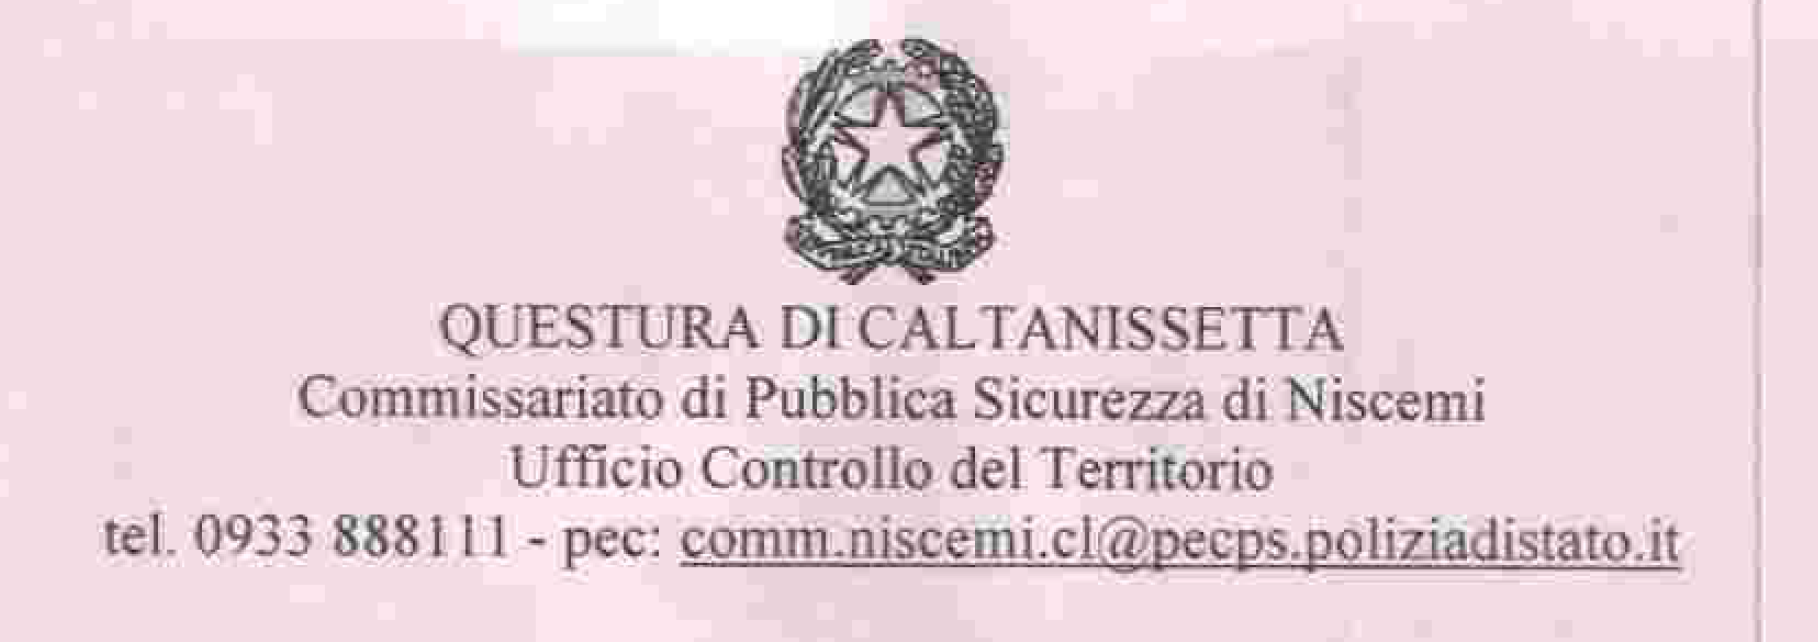 QUESTURA DI CALTANISSETTA
Commissariato di Pubblica Sicurezza di Niscemi
Ufficio Controllo del Territorio
tel. 0933 888111 - pec: comm.niscemi.cl@pecps.poliziadistato.it